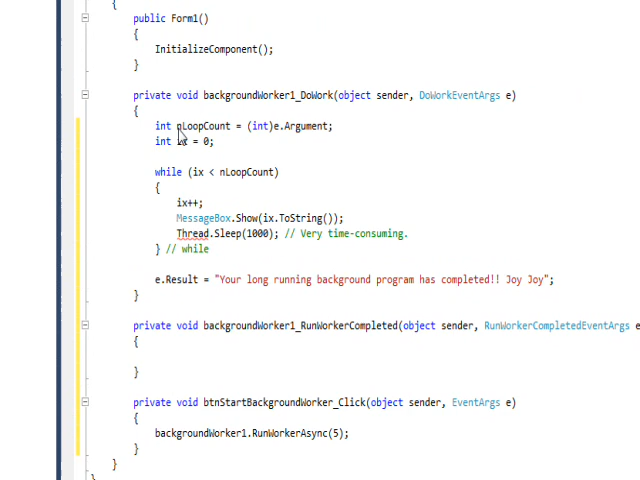 {
public Form1()
{
InitializeComponent();
}
private void backgroundWorker1_DoWork(object sender, DoWorkEventArgs e)
{
int nLoopCount = (int)e.Argument;
int ix = 0;
while (ix < nLoopCount)
{
ix++;
MessageBox.Show(ix.ToString());
Thread.Sleep(1000); // Very time-consuming.
} // while
e.Result = "Your long running background program has completed!! Joy Joy";
}
private void backgroundWorker1_RunWorkerCompleted(object sender, RunWorkerCompletedEventArgs e
{
}
private void btnStartBackgroundWorker_Click(object sender, EventArgs e)
{
backgroundWorker1.RunWorkerAsync(5);
}
}
}